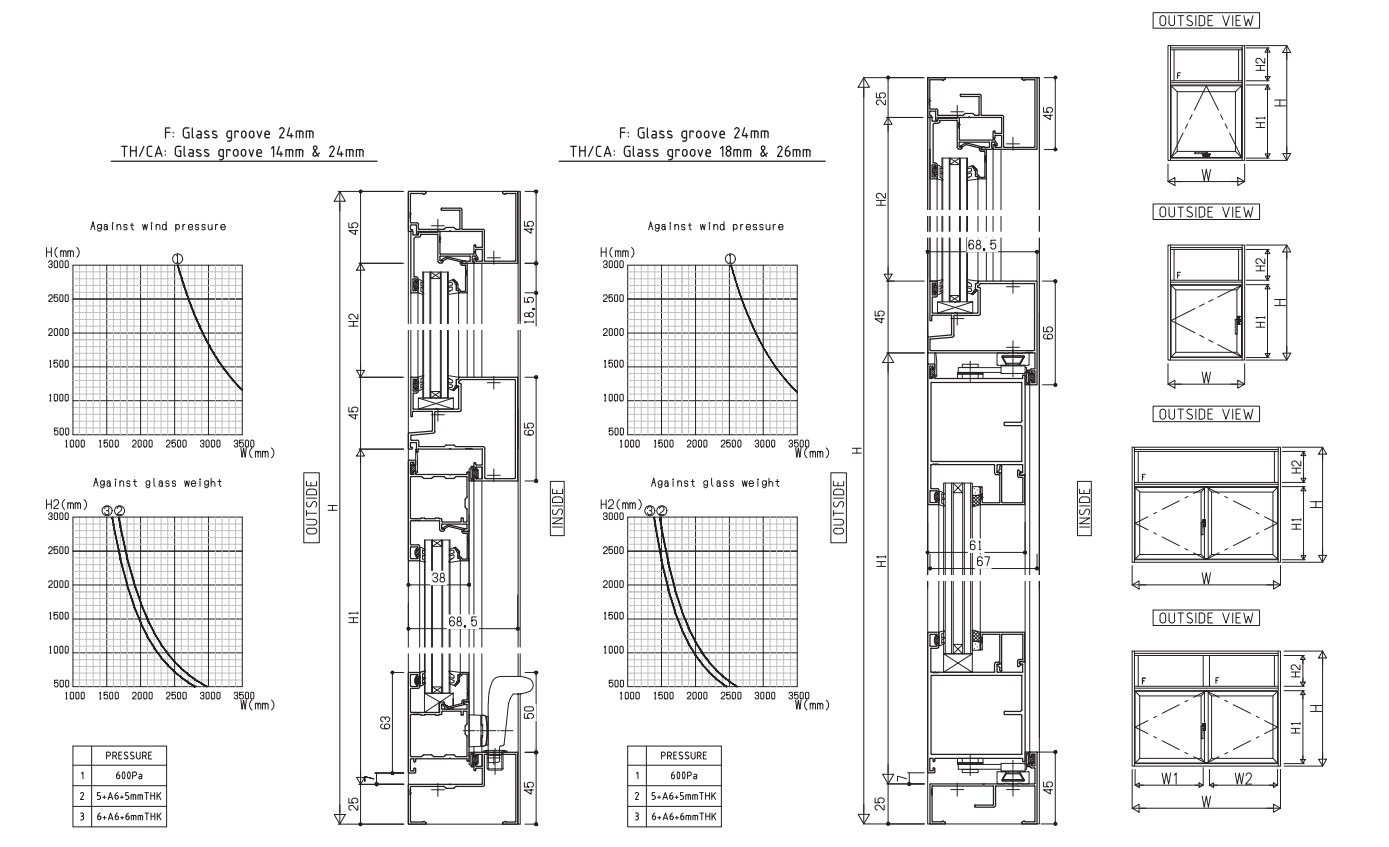 F: Glass groove 24mm
TH/CA: Glass groove 14mm & 24mm
Against wind pressure
H(mm)
1
3000
2500
2000
1500
1000
500
1000 1500 2000 2500 3000 3500
W(mm)
Against glass weight
H2(mm)
3 2
3000
2500
2000
1500
1000
500
1000 1500 2000 2500 3000 3500
W(mm)
PRESSURE
1 600Pa
2 5+A6+5mmTHK
3 6+A6+6mmTHK
OUTSIDE
H
45
H2
45
H1
63
7
25
38
68,5
45
18,5
65
50
45
INSIDE
F: Glass groove 24mm
TH/CA: Glass groove 18mm & 26mm
Against wind pressure
H(mm)
1
3000
2500
2000
1500
1000
500
1000 1500 2000 2500 3000 3500
W(mm)
Against glass weight
H2(mm)
3 2
3000
2500
2000
1500
1000
500
1000 1500 2000 2500 3000 3500
W(mm)
PRESSURE
1 600Pa
2 5+A6+5mmTHK
3 6+A6+6mmTHK
OUTSIDE
H
25
H2
45
H1
7
25
68,5
61
67
45
65
45
INSIDE
OUTSIDE VIEW
F
H2
H1
H
W
OUTSIDE VIEW
F
H2
H1
H
W
OUTSIDE VIEW
F
H2
H1
H
W
OUTSIDE VIEW
F F
H2
H1
H
W1 W2
W